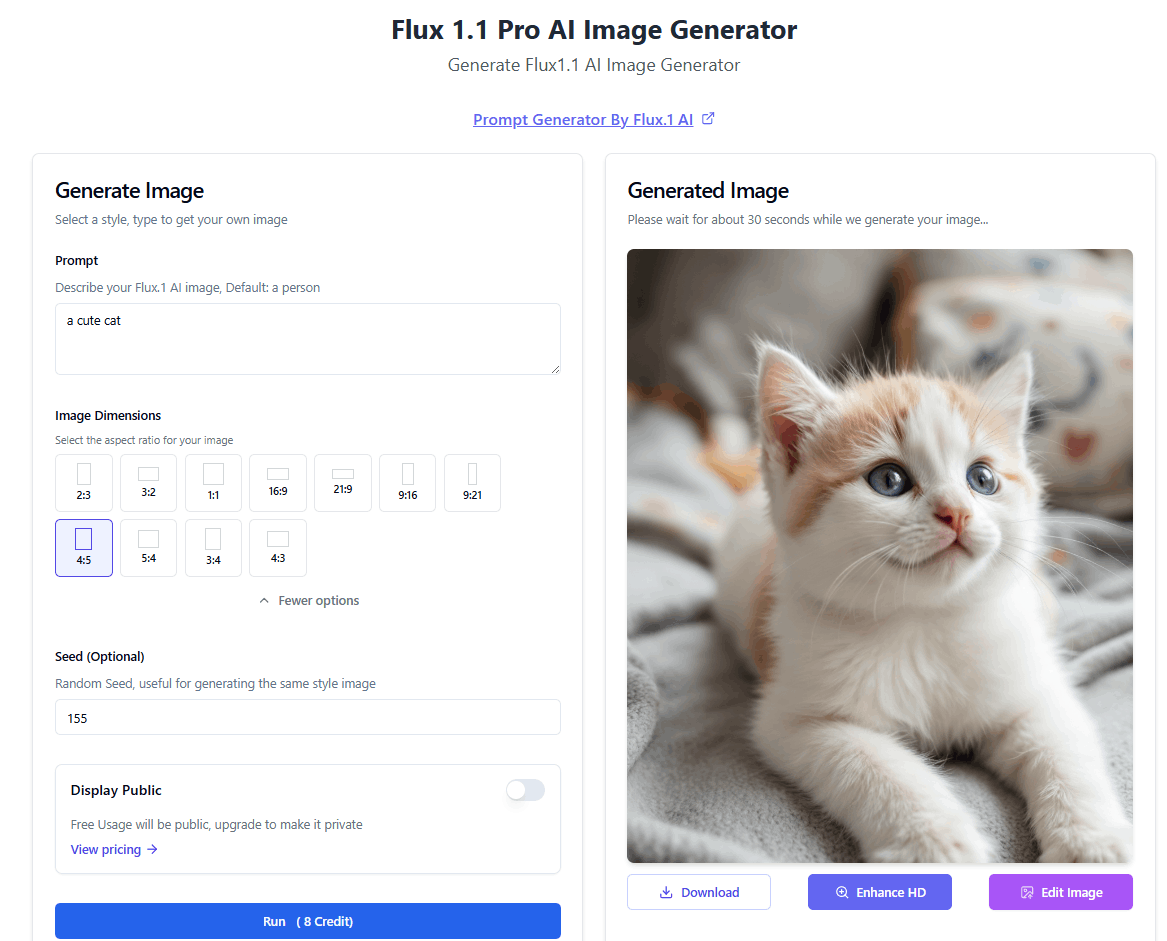 Flux 1.1 Pro AI Image Generator
Generate Flux1.1 AI Image Generator
Prompt Generator By Flux.1 AI
Generate Image
Select a style, type to get your own image
Prompt
Describe your Flux.1 AI image, Default: a person
a cute cat
Image Dimensions
Select the aspect ratio for your image
2:3 3:2 1:1 16:9 21:9 9:16 9:21
4:5 5:4 3:4 4:3
Fewer options
Seed (Optional)
Random Seed, useful for generating the same style image
155
Display Public
Free Usage will be public, upgrade to make it private
View pricing →
Run ( 8 Credit)
Generated Image
Please wait for about 30 seconds while we generate your image...
Download Enhance HD Edit Image